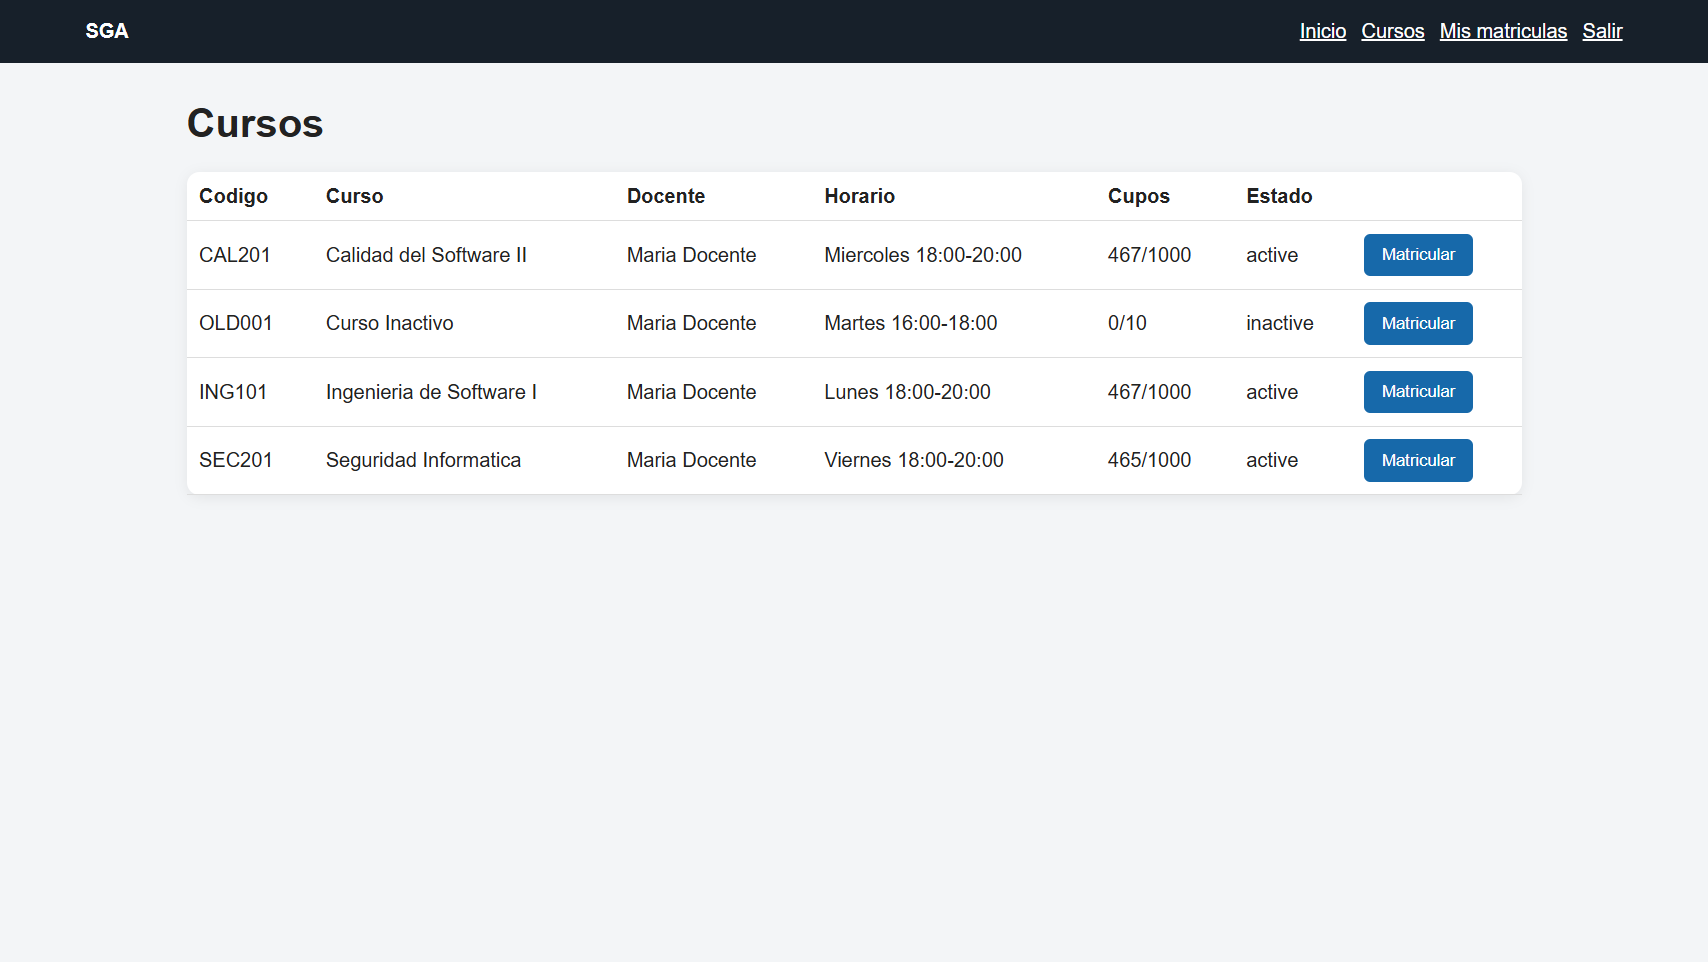 SGA Inicio Cursos Mis matriculas Salir
Cursos
Codigo Curso Docente Horario Cupos Estado
CAL201 Calidad del Software II Maria Docente Miercoles 18:00-20:00 467/1000 active Matricular
OLD001 Curso Inactivo Maria Docente Martes 16:00-18:00 0/10 inactive Matricular
ING101 Ingenieria de Software I Maria Docente Lunes 18:00-20:00 467/1000 active Matricular
SEC201 Seguridad Informatica Maria Docente Viernes 18:00-20:00 465/1000 active Matricular